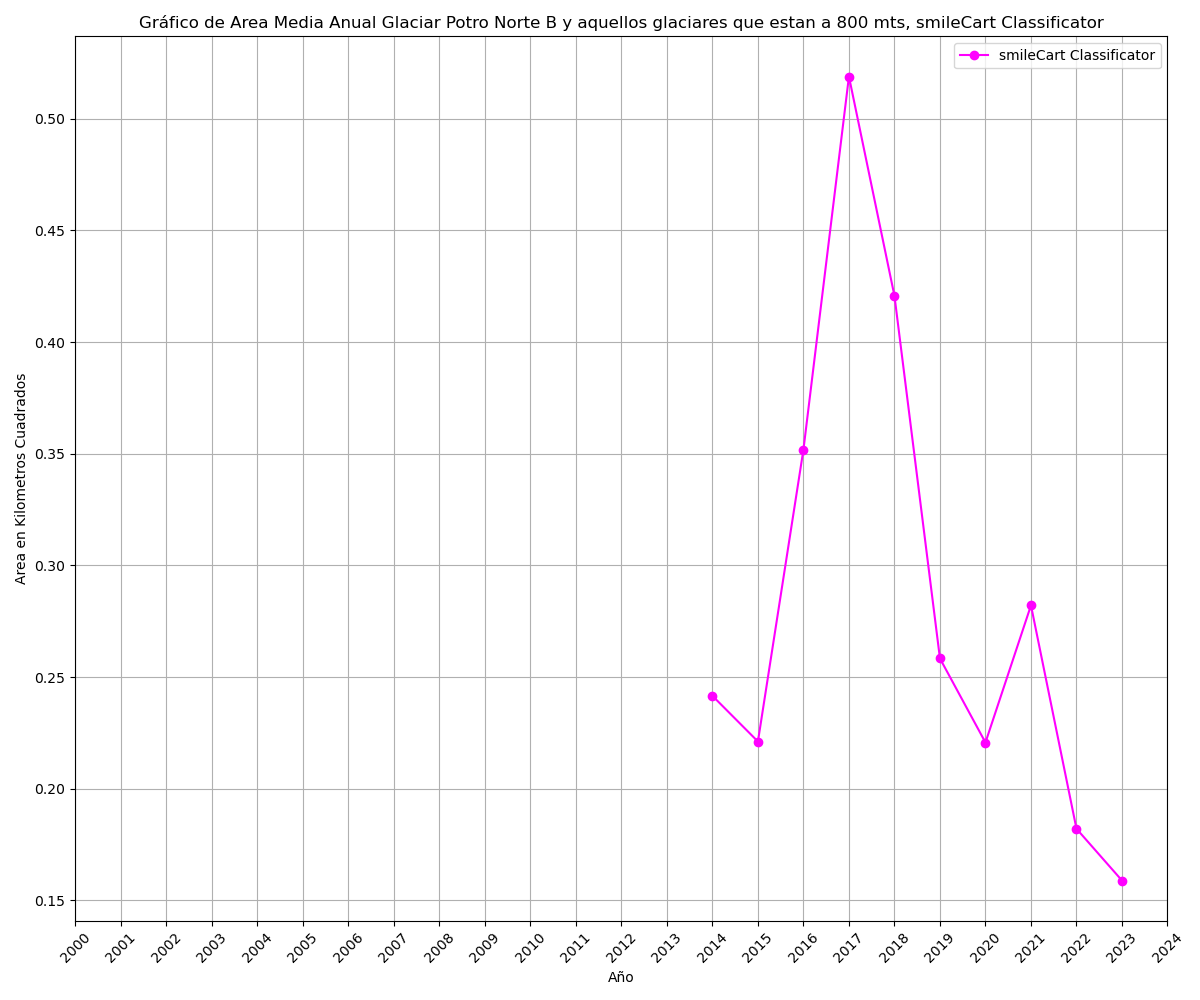 Gráfico de Area Media Anual Glaciar Potro Norte B y aquellos glaciares que estan a 800 mts, smileCart Classificator
smileCart Classificator
0.50
0.45
0.40
0.35
0.30
0.25
0.20
0.15
Area en Kilometros Cuadrados
2000 2001 2002 2003 2004 2005 2006 2007 2008 2009 2010 2011 2012 2013 2014 2015 2016 2017 2018 2019 2020 2021 2022 2023 2024
Año